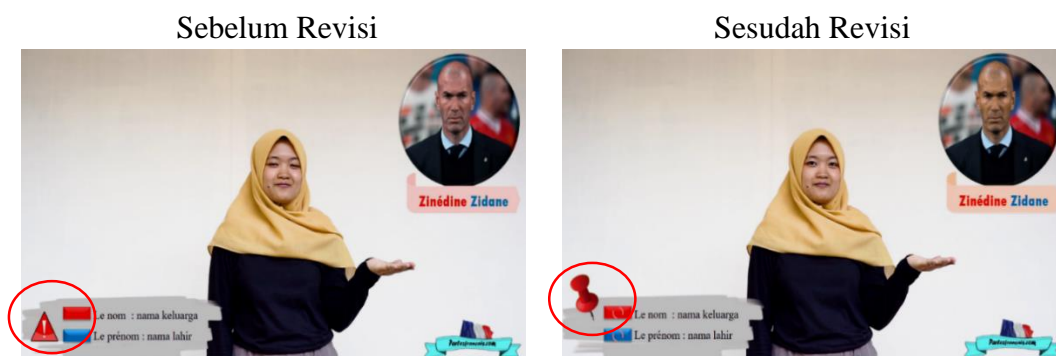 Sebelum Revisi
Zinédine Zidane
Le nom : nama keluarga
Le prénom : nama lahir
Sesudah Revisi
Zinédine Zidane
Le nom : nama keluarga
Le prénom : nama lahir